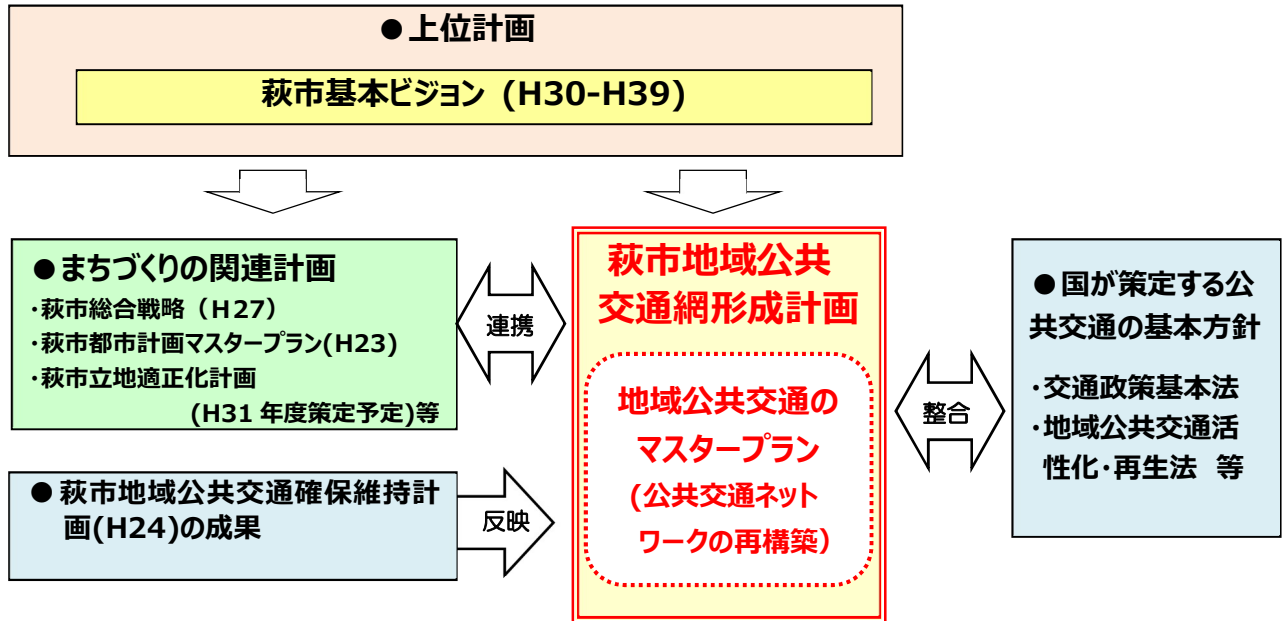 ●上位計画
萩市基本ビジョン (H30-H39)
●まちづくりの関連計画
・萩市総合戦略（H27）
・萩市都市計画マスタープラン(H23)
・萩市立地適正化計画
(H31 年度策定予定)等
連携
萩市地域公共
交通網形成計画
地域公共交通の
マスタープラン
(公共交通ネット
ワークの再構築）
整合
●国が策定する公
共交通の基本方針
・交通政策基本法
・地域公共交通活
性化・再生法 等
●萩市地域公共交通確保維持計
画(H24)の成果
反映